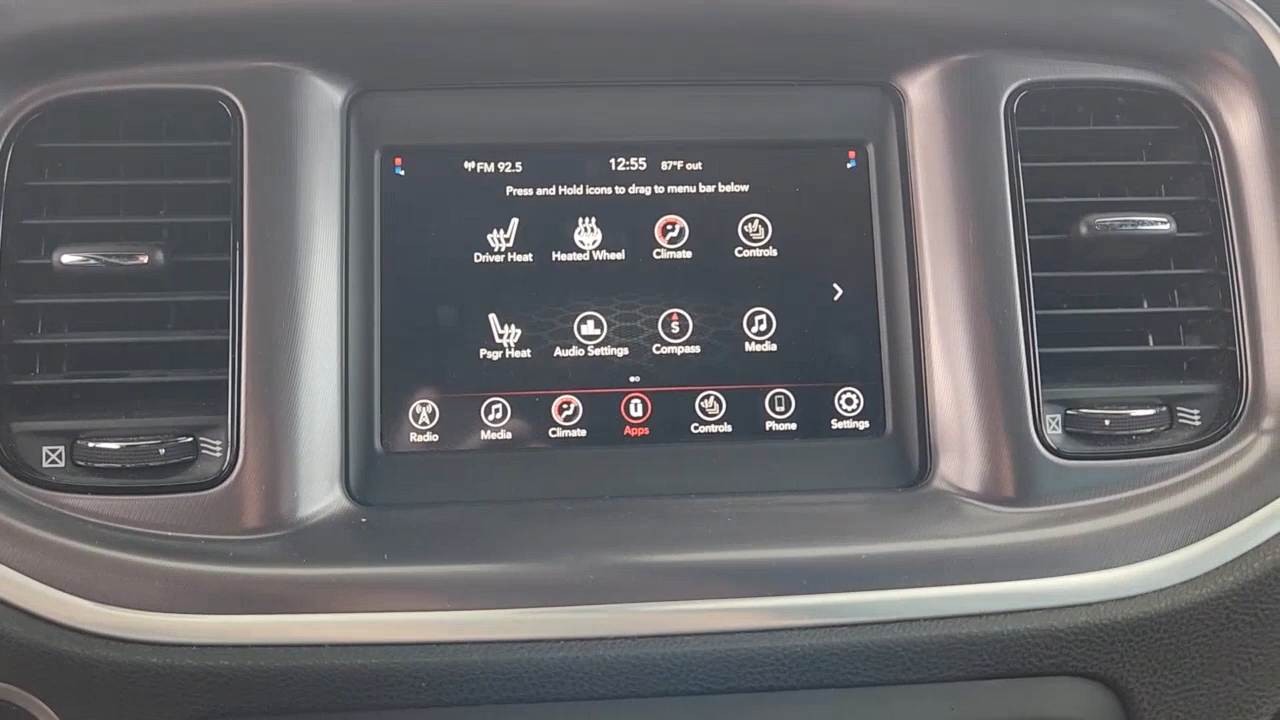 FM 92.5 12:55 87°F out
Press and Hold icons to drag to menu bar below
Driver Heat Heated Wheel Climate Controls
S
Psgr Heat Audio Settings Compass Media
Radio Media Climate Apps Controls Phone Settings